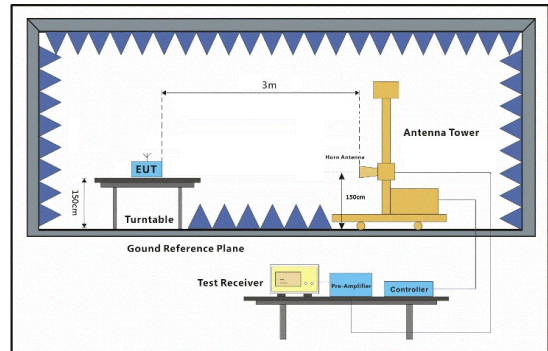 3m
Antenna Tower
Horn Antenna
EUT
150cm
150cm
Turntable
Gound Reference Plane
Test Receiver
Pre-Amplifier
Controller